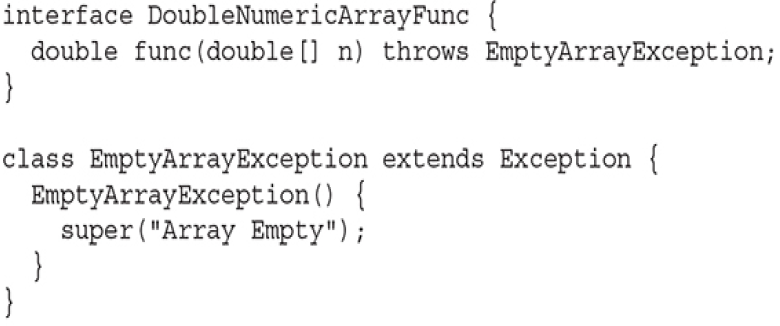 interface DoubleNumericArrayFunc {
  double func(double[] n) throws EmptyArrayException;
}

class EmptyArrayException extends Exception {
  EmptyArrayException() {
    super("Array Empty");
  }
}